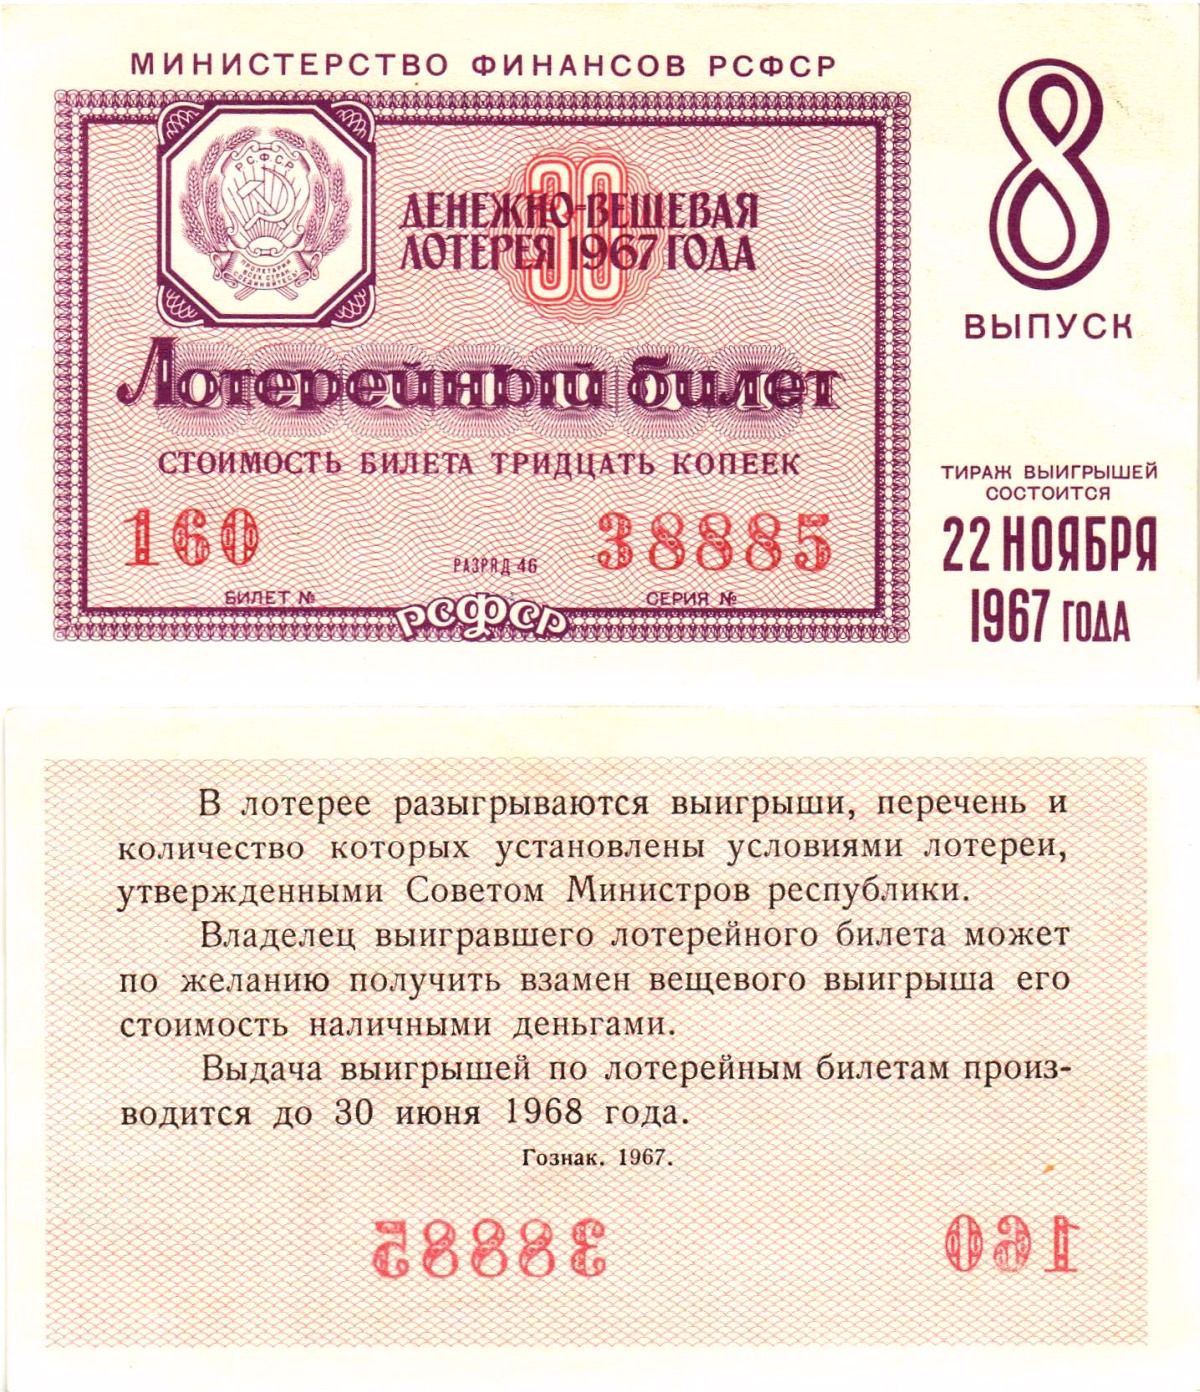 МИНИСТЕРСТВО ФИНАНСОВ РСФСР
8
ВЫПУСК
РСФСР
ПРОЛЕТАРИИ
ВСЕХ СТРАН
СОЕДИНЯЙТЕСЬ
30
ДЕНЕЖНО-ВЕЩЕВАЯ
ЛОТЕРЕЯ 1967 ГОДА
Лотерейный билет
СТОИМОСТЬ БИЛЕТА ТРИДЦАТЬ КОПЕЕК
160
РАЗРЯД 46
38885
БИЛЕТ №
СЕРИЯ №
РСФСР
ТИРАЖ ВЫИГРЫШЕЙ
СОСТОИТСЯ
22 НОЯБРЯ
1967 ГОДА
В лотерее разыгрываются выигрыши, перечень и
количество которых установлены условиями лотереи,
утвержденными Советом Министров республики.
Владелец выигравшего лотерейного билета может
по желанию получить взамен вещевого выигрыша его
стоимость наличными деньгами.
Выдача выигрышей по лотерейным билетам произ-
водится до 30 июня 1968 года.
Гознак. 1967.
38885
160